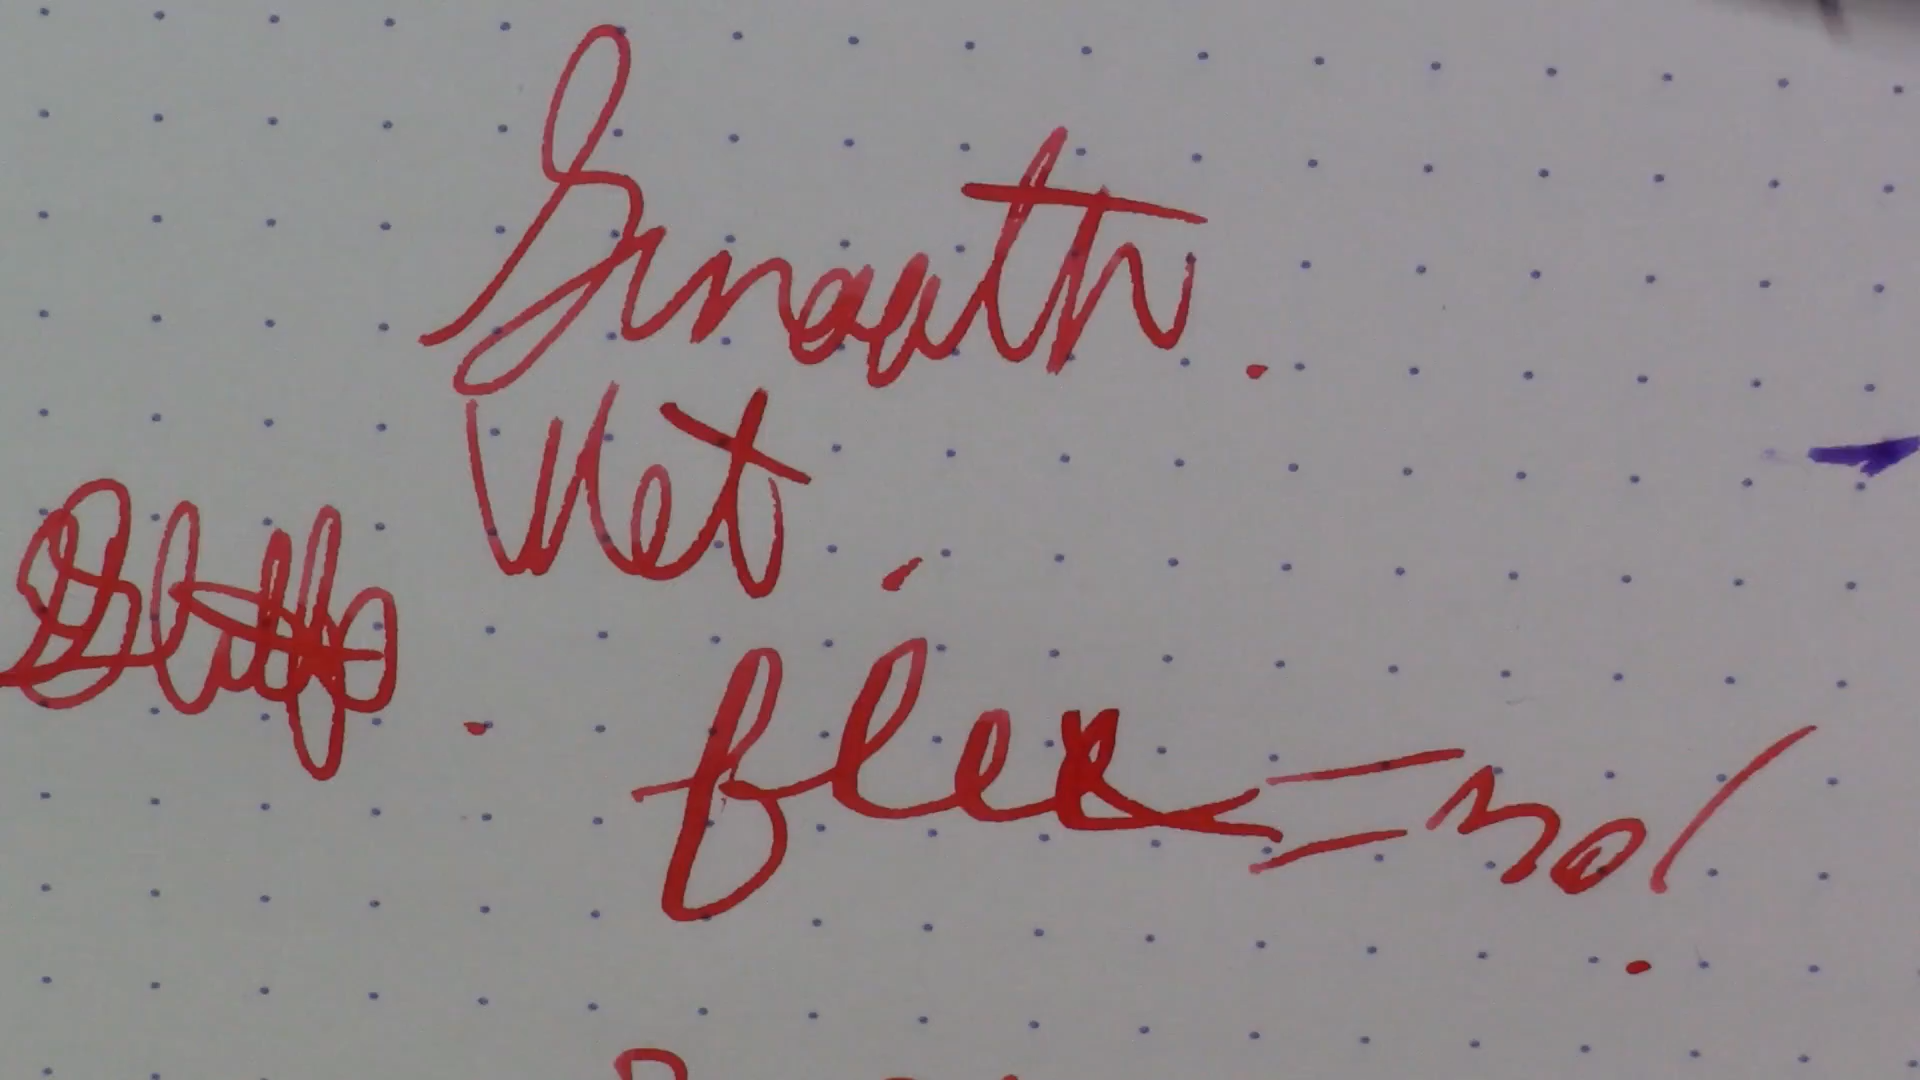 Smooth.
Wet.
flex = no!